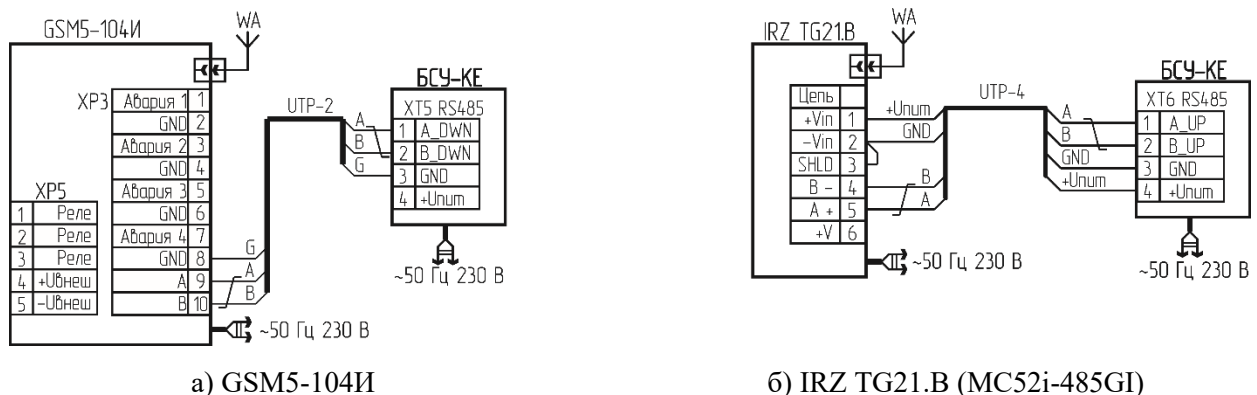 GSM5-104И
WA
XP3
Авария 1 1
GND 2
Авария 2 3
GND 4
Авария 3 5
GND 6
Авария 4 7
GND 8
A 9
B 10
XP5
1 Реле
2 Реле
3 Реле
4 +Uвнеш
5 -Uвнеш
G
A
B
UTP-2
A
B
G
БСУ-КЕ
XT5 RS485
1 A_DWN
2 B_DWN
3 GND
4 +Uпит
~50 Гц 230 В
~50 Гц 230 В
а) GSM5-104И
IRZ TG21.B
WA
Цепь
+Vin 1
-Vin 2
SHLD 3
B - 4
A + 5
+V 6
+Uпит
GND
B
A
UTP-4
A
B
GND
+Uпит
БСУ-КЕ
XT6 RS485
1 A_UP
2 B_UP
3 GND
4 +Uпит
~50 Гц 230 В
~50 Гц 230 В
б) IRZ TG21.B (MC52i-485GI)